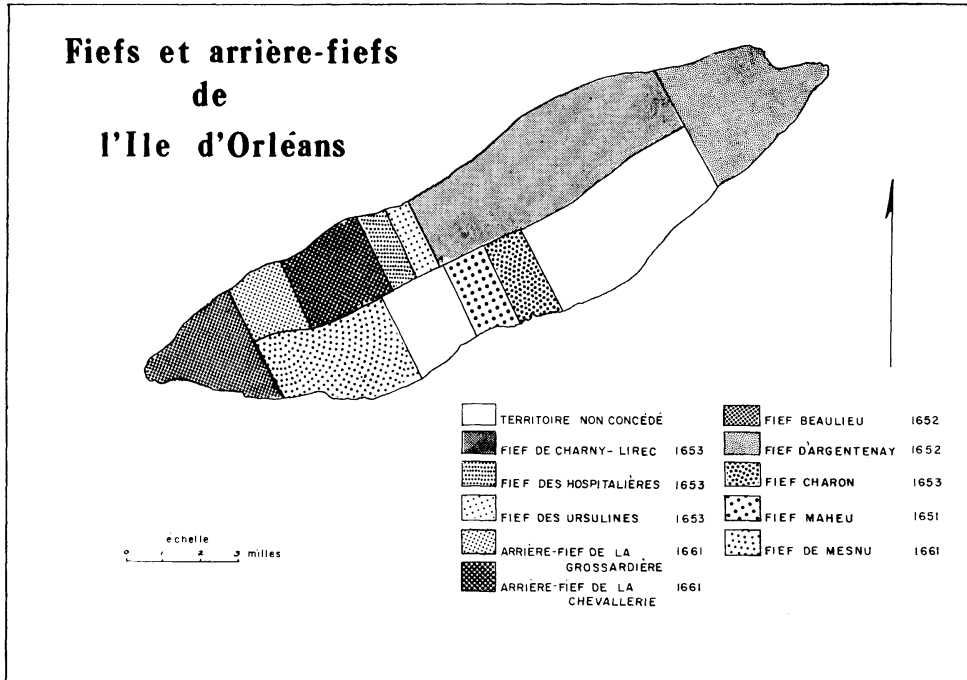 Fiefs et arrière-fiefs
de
l'Ile d'Orléans
TERRITOIRE NON CONCÉDÉ
FIEF DE CHARNY-LIREC 1653
FIEF DES HOSPITALIÈRES 1653
FIEF DES URSULINES 1653
ARRIÈRE-FIEF DE LA 1661
GROSSARDIÈRE
ARRIÈRE-FIEF DE LA 1661
CHEVALLERIE
FIEF BEAULIEU 1652
FIEF D'ARGENTENAY 1652
FIEF CHARON 1653
FIEF MAHEU 1651
FIEF DE MESNU 1661
échelle
0 1 2 3 milles